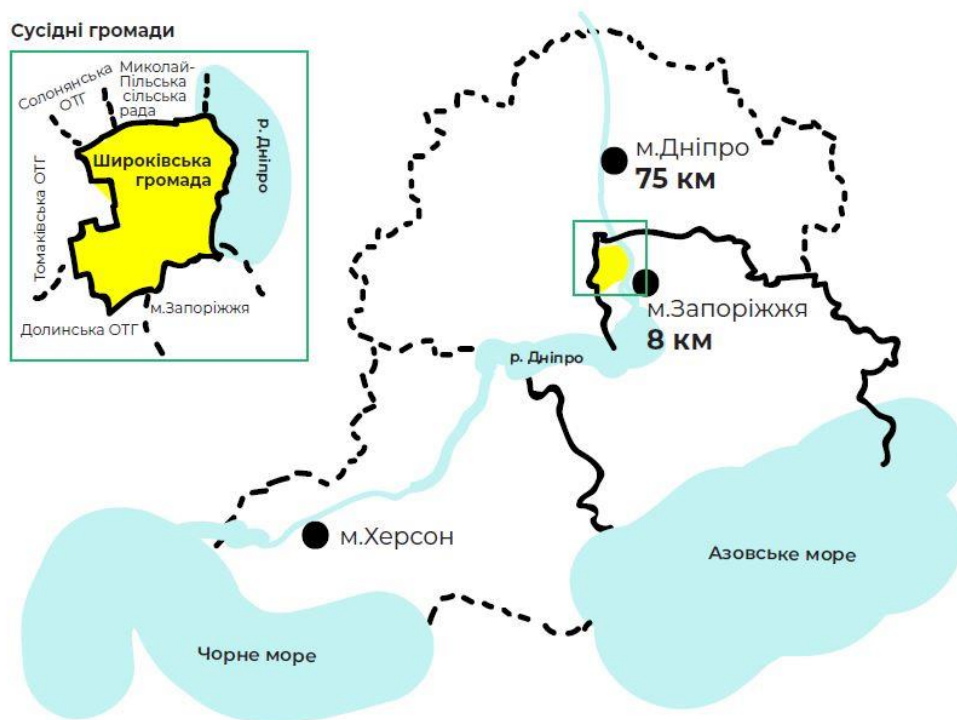 Сусідні громади
Солонянська
ОТГ
Миколай-
Пільська
сільська
рада
р. Дніпро
Широківська
громада
Томаківська ОТГ
м.Запоріжжя
Долинська ОТГ
м.Дніпро
75 км
м.Запоріжжя
8 км
р. Дніпро
м.Херсон
Азовське море
Чорне море